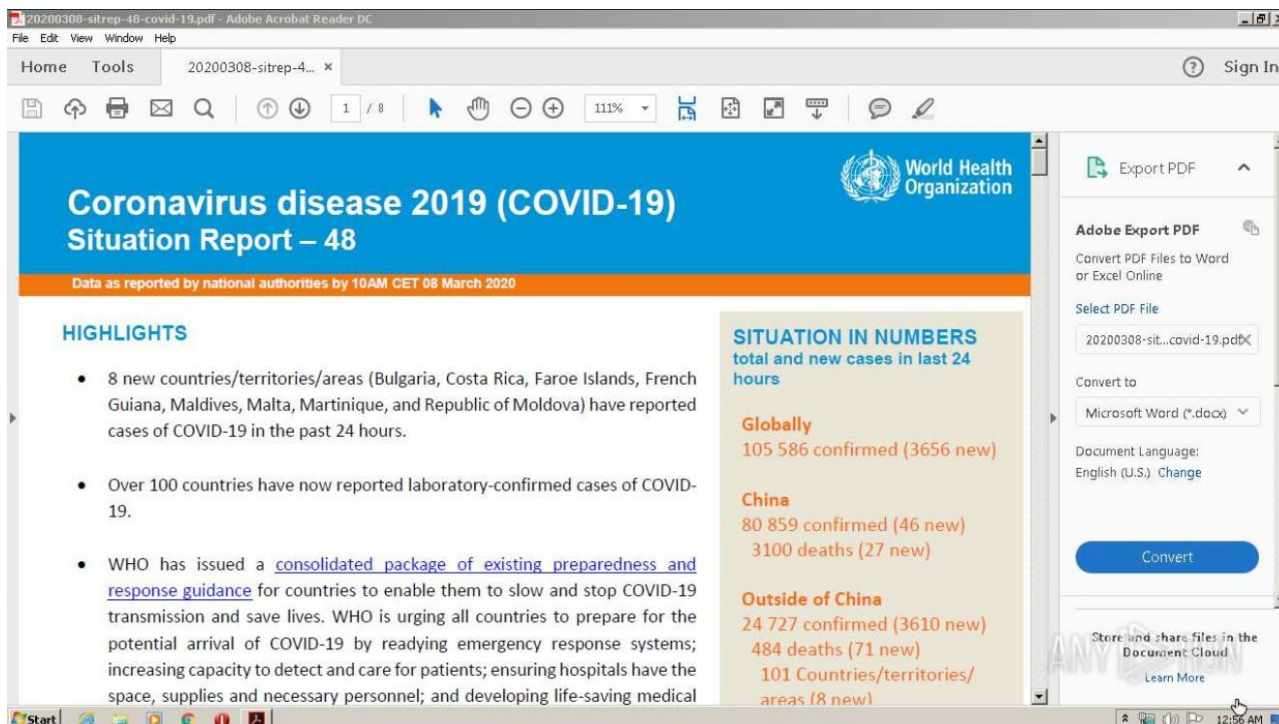 20200308-sitrep-48-covid-19.pdf - Adobe Acrobat Reader DC
File Edit View Window Help
Home Tools 20200308-sitrep-4... × Sign In
1 / 8 111%
World Health
Organization
Coronavirus disease 2019 (COVID-19)
Situation Report – 48
Data as reported by national authorities by 10AM CET 08 March 2020
HIGHLIGHTS
• 8 new countries/territories/areas (Bulgaria, Costa Rica, Faroe Islands, French
Guiana, Maldives, Malta, Martinique, and Republic of Moldova) have reported
cases of COVID-19 in the past 24 hours.
• Over 100 countries have now reported laboratory-confirmed cases of COVID-
19.
• WHO has issued a consolidated package of existing preparedness and
response guidance for countries to enable them to slow and stop COVID-19
transmission and save lives. WHO is urging all countries to prepare for the
potential arrival of COVID-19 by readying emergency response systems;
increasing capacity to detect and care for patients; ensuring hospitals have the
space, supplies and necessary personnel; and developing life-saving medical
SITUATION IN NUMBERS
total and new cases in last 24
hours
Globally
105 586 confirmed (3656 new)
China
80 859 confirmed (46 new)
3100 deaths (27 new)
Outside of China
24 727 confirmed (3610 new)
484 deaths (71 new)
101 Countries/territories/
areas (8 new)
Export PDF
Adobe Export PDF
Convert PDF Files to Word
or Excel Online
Select PDF File
20200308-sit...covid-19.pdf
Convert to
Microsoft Word (*.docx)
Document Language:
English (U.S.) Change
Convert
Store and share files in the
Document Cloud
Learn More
ANY RUN
Start 12:56 AM